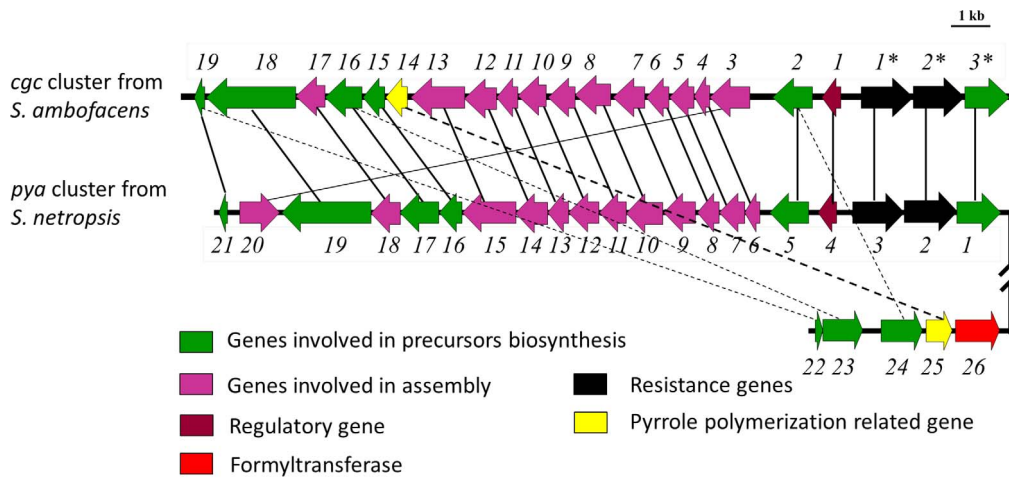 1 kb
19 18 17 16 15 14 13 12 11 10 9 8 7 6 5 4 3 2 1 1* 2* 3*
cgc cluster from
S. ambofacens
pya cluster from
S. netropsis
21 20 19 18 17 16 15 14 13 12 11 10 9 8 7 6 5 4 3 2 1
22 23 24 25 26
Genes involved in precursors biosynthesis
Genes involved in assembly
Resistance genes
Regulatory gene
Pyrrole polymerization related gene
Formyltransferase